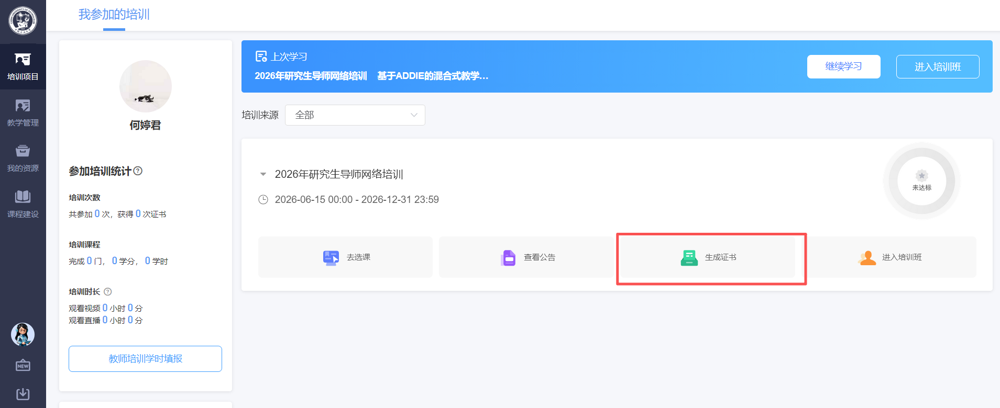 我参加的培训
培训项目
教学管理
我的资源
课程建设
NEW
何婷君
参加培训统计
培训次数
共参加 0 次，获得 0 次证书
培训课程
完成 0 门， 0 学分， 0 学时
培训时长
观看视频 0 小时 0 分
观看直播 0 小时 0 分
教师培训学时填报
上次学习
2026年研究生导师网络培训 基于ADDIE的混合式教学...
继续学习
进入培训班
培训来源 全部
2026年研究生导师网络培训
2026-06-15 00:00 - 2026-12-31 23:59
未达标
去选课
查看公告
生成证书
进入培训班